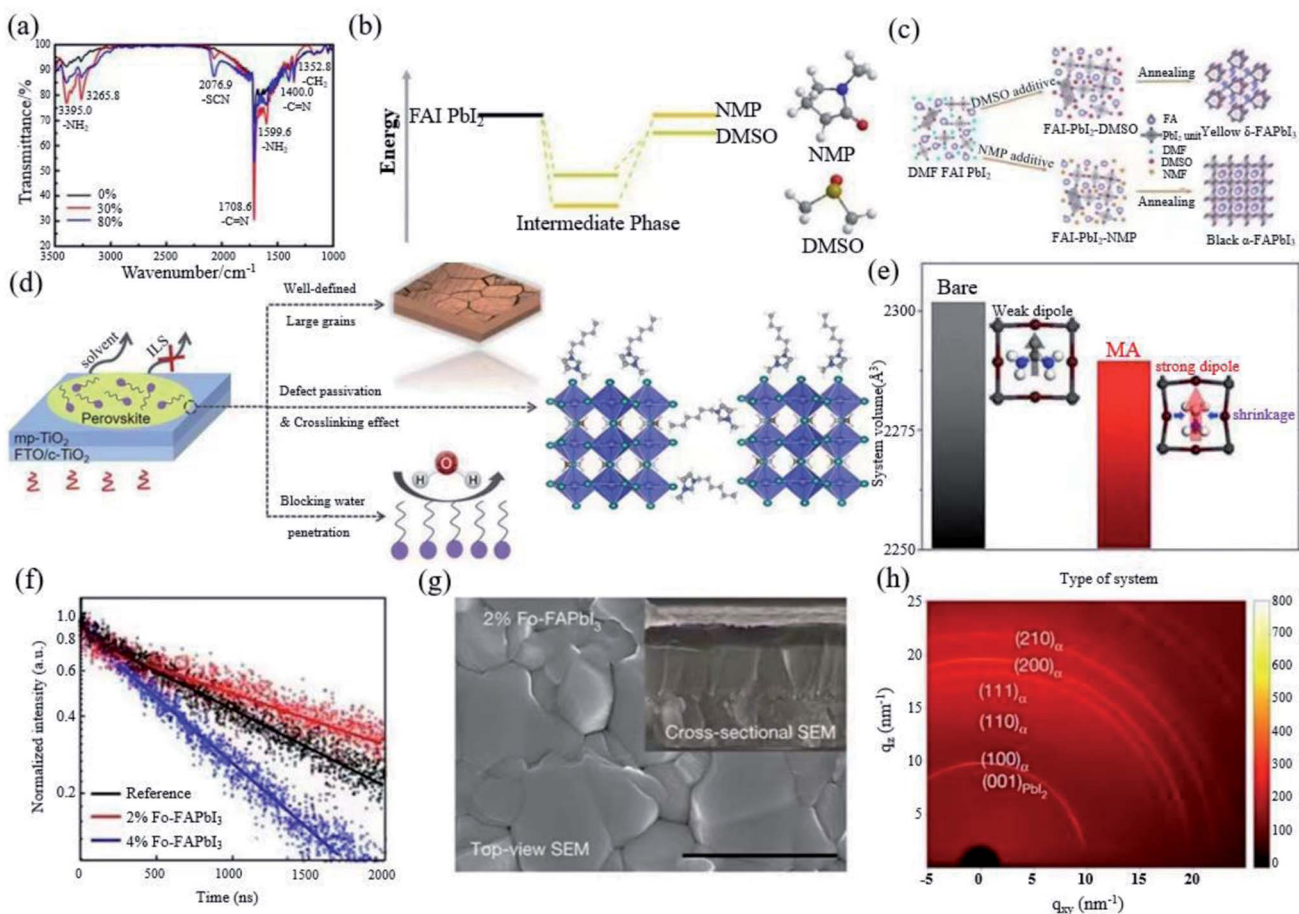 (a)
100
90
80
70
60
50
40
30
20
3500
3000
2500
2000
1500
1000
Transmittance/%
Wavenumber/cm⁻¹
3395.0
-NH₂
3265.8
2076.9
-SCN
1352.8
-CH₂
1400.0
-C=N
1599.6
-NH₂
1708.6
-C=N
0%
30%
80%
(b)
Energy
FAI PbI₂
NMP
DMSO
Intermediate Phase
NMP
DMSO
(c)
DMF FAI PbI₂
DMSO additive
NMP additive
FAI-PbI₂-DMSO
Annealing
Yellow δ-FAPbI₃
FA
PbI₂ unit
DMF
DMSO
NMF
FAI-PbI₂-NMP
Annealing
Black α-FAPbI₃
(d)
solvent
ILS
Perovskite
mp-TiO₂
FTO/c-TiO₂
Well-defined
Large grains
Defect passivation
& Crosslinking effect
H O H
Blocking water
penetration
(e)
System volume(Å³)
2300
2275
2250
Bare
Weak dipole
MA
strong dipole
shrinkage
Type of system
(f)
Normalized intensity (a.u.)
1.0
0.8
0.6
0.4
0.2
Reference
2% Fo-FAPbI₃
4% Fo-FAPbI₃
0
500
1000
1500
2000
Time (ns)
(g)
2% Fo-FAPbI₃
Cross-sectional SEM
Top-view SEM
(h)
q_z (nm⁻¹)
25
20
15
10
5
(210)α
(200)α
(111)α
(110)α
(100)α
(001)PbI₂
-5
0
5
10
15
20
q_xy (nm⁻¹)
800
700
600
500
400
300
200
100
0